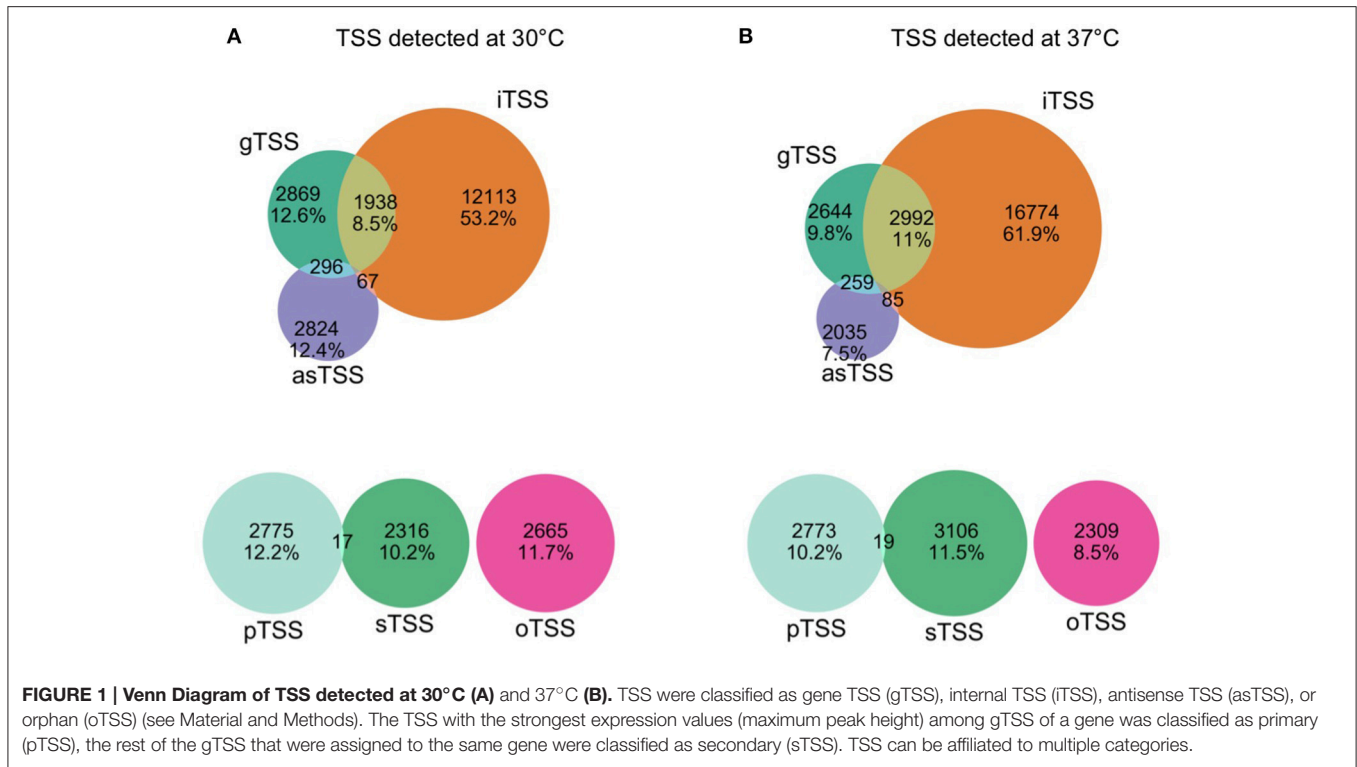 A TSS detected at 30°C
iTSS
gTSS
2869
12.6%
1938
8.5%
12113
53.2%
296
67
2824
12.4%
asTSS
B TSS detected at 37°C
iTSS
gTSS
2644
9.8%
2992
11%
16774
61.9%
259
85
2035
7.5%
asTSS
2775
12.2%
17
2316
10.2%
2665
11.7%
pTSS
sTSS
oTSS
2773
10.2%
19
3106
11.5%
2309
8.5%
pTSS
sTSS
oTSS
FIGURE 1 | Venn Diagram of TSS detected at 30°C (A) and 37°C (B). TSS were classified as gene TSS (gTSS), internal TSS (iTSS), antisense TSS (asTSS), or
orphan (oTSS) (see Material and Methods). The TSS with the strongest expression values (maximum peak height) among gTSS of a gene was classified as primary
(pTSS), the rest of the gTSS that were assigned to the same gene were classified as secondary (sTSS). TSS can be affiliated to multiple categories.